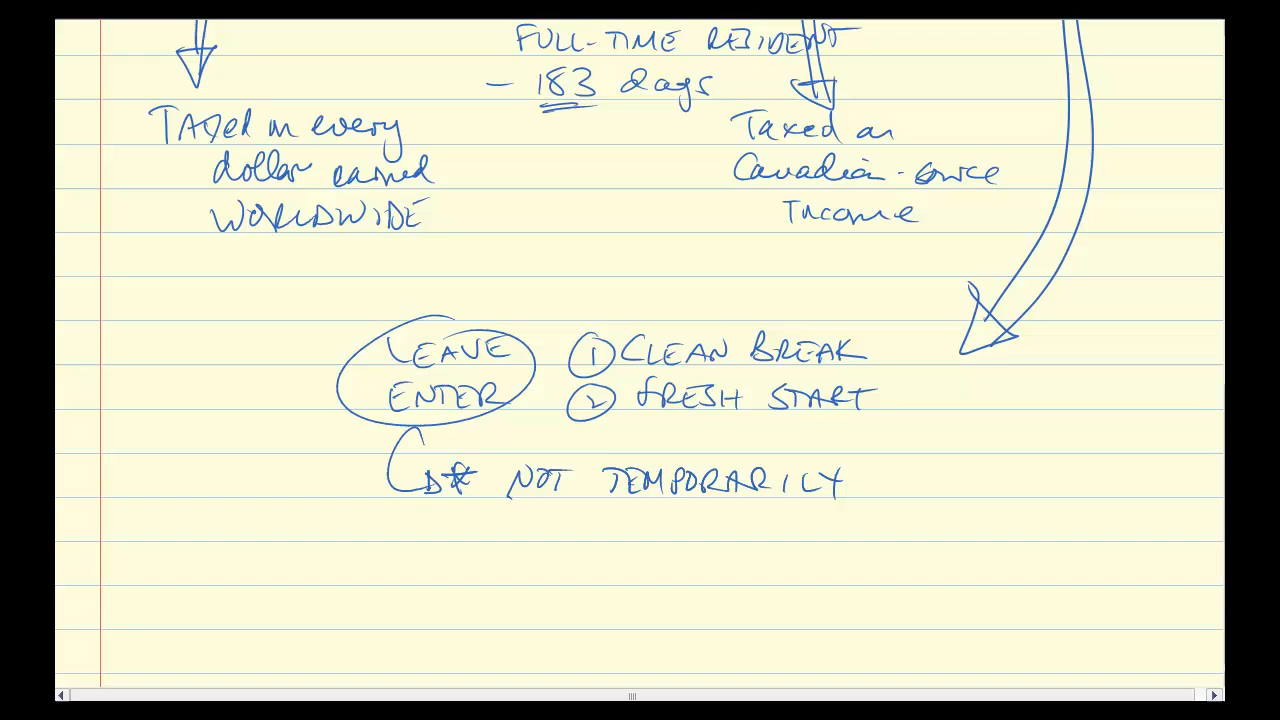 FULL-TIME RESIDENT
- 183 days
Taxed on every
dollar earned
WORLDWIDE
Taxed on
Canadian-source
Income
LEAVE ① CLEAN BREAK
ENTER ② FRESH START
* NOT TEMPORARILY